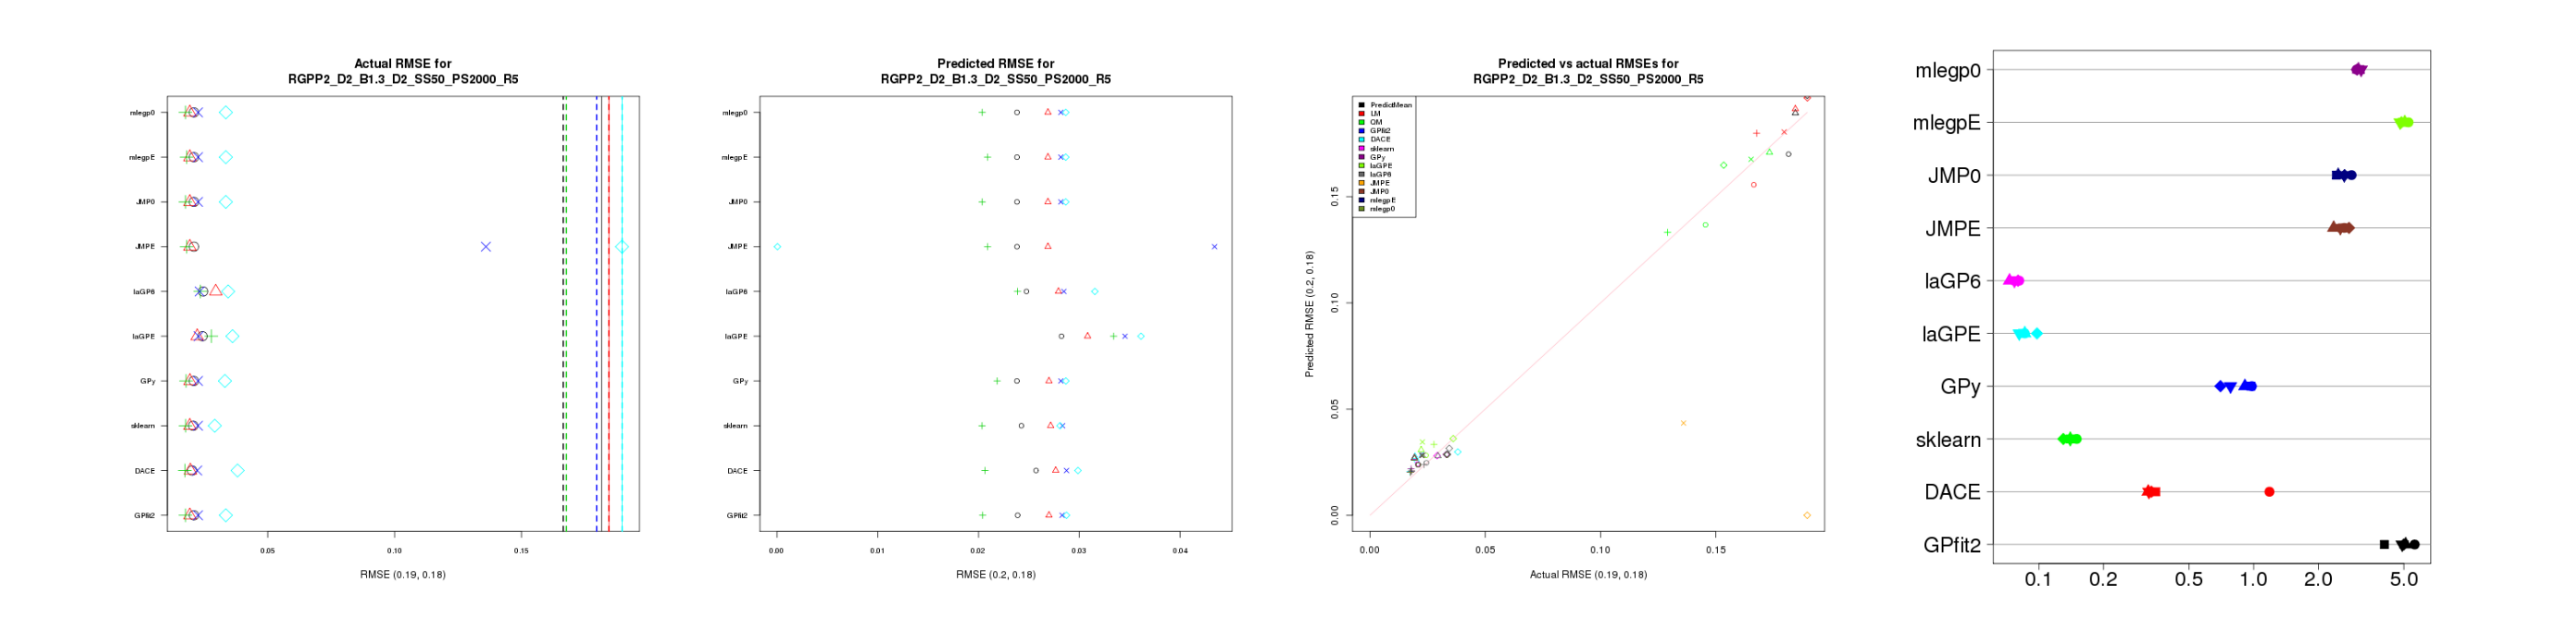 Actual RMSE for
RGPP2_D2_B1.3_D2_SS50_PS2000_R5
mlegp0
mlegpE
JMP0
JMPE
laGP6
laGPE
GPy
sklearn
DACE
GPfit2
0.05
0.10
0.15
RMSE (0.19, 0.18)
Predicted RMSE for
RGPP2_D2_B1.3_D2_SS50_PS2000_R5
mlegp0
mlegpE
JMP0
JMPE
laGP6
laGPE
GPy
sklearn
DACE
GPfit2
0.00
0.01
0.02
0.03
0.04
RMSE (0.2, 0.18)
Predicted vs actual RMSEs for
RGPP2_D2_B1.3_D2_SS50_PS2000_R5
PredictMean
LM
QM
GPfit2
DACE
sklearn
GPy
laGPE
laGP6
JMPE
JMP0
mlegpE
mlegp0
Predicted RMSE (0.2, 0.18)
0.15
0.10
0.05
0.00
0.00
0.05
0.10
0.15
Actual RMSE (0.19, 0.18)
mlegp0
mlegpE
JMP0
JMPE
laGP6
laGPE
GPy
sklearn
DACE
GPfit2
0.1
0.2
0.5
1.0
2.0
5.0